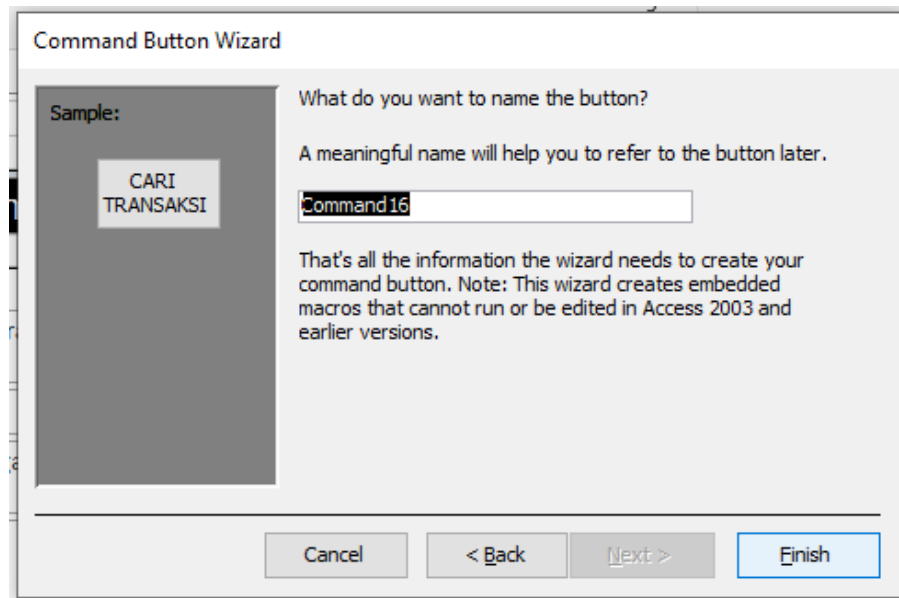 Command Button Wizard
Sample:
CARI
TRANSAKSI
What do you want to name the button?
A meaningful name will help you to refer to the button later.
Command16
That's all the information the wizard needs to create your
command button. Note: This wizard creates embedded
macros that cannot run or be edited in Access 2003 and
earlier versions.
Cancel
< Back
Next >
Finish